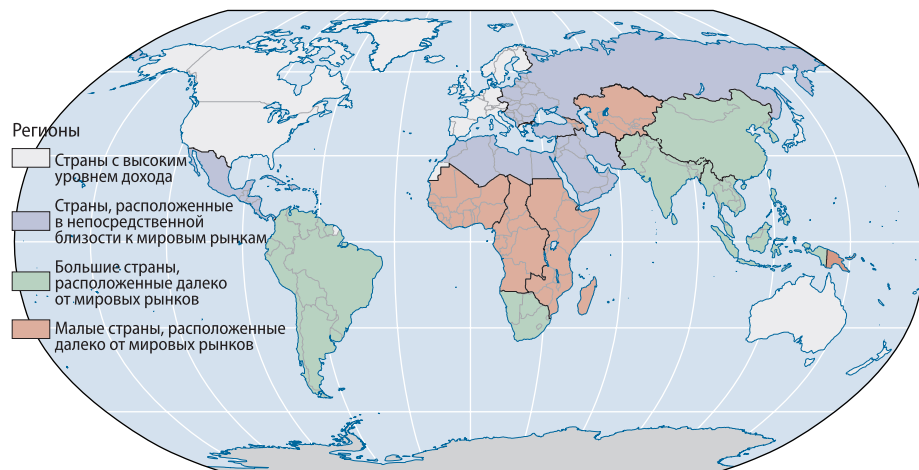 Регионы
Страны с высоким
уровнем дохода
Страны, расположенные
в непосредственной
близости к мировым рынкам
Большие страны,
расположенные далеко
от мировых рынков
Малые страны, расположенные
далеко от мировых рынков